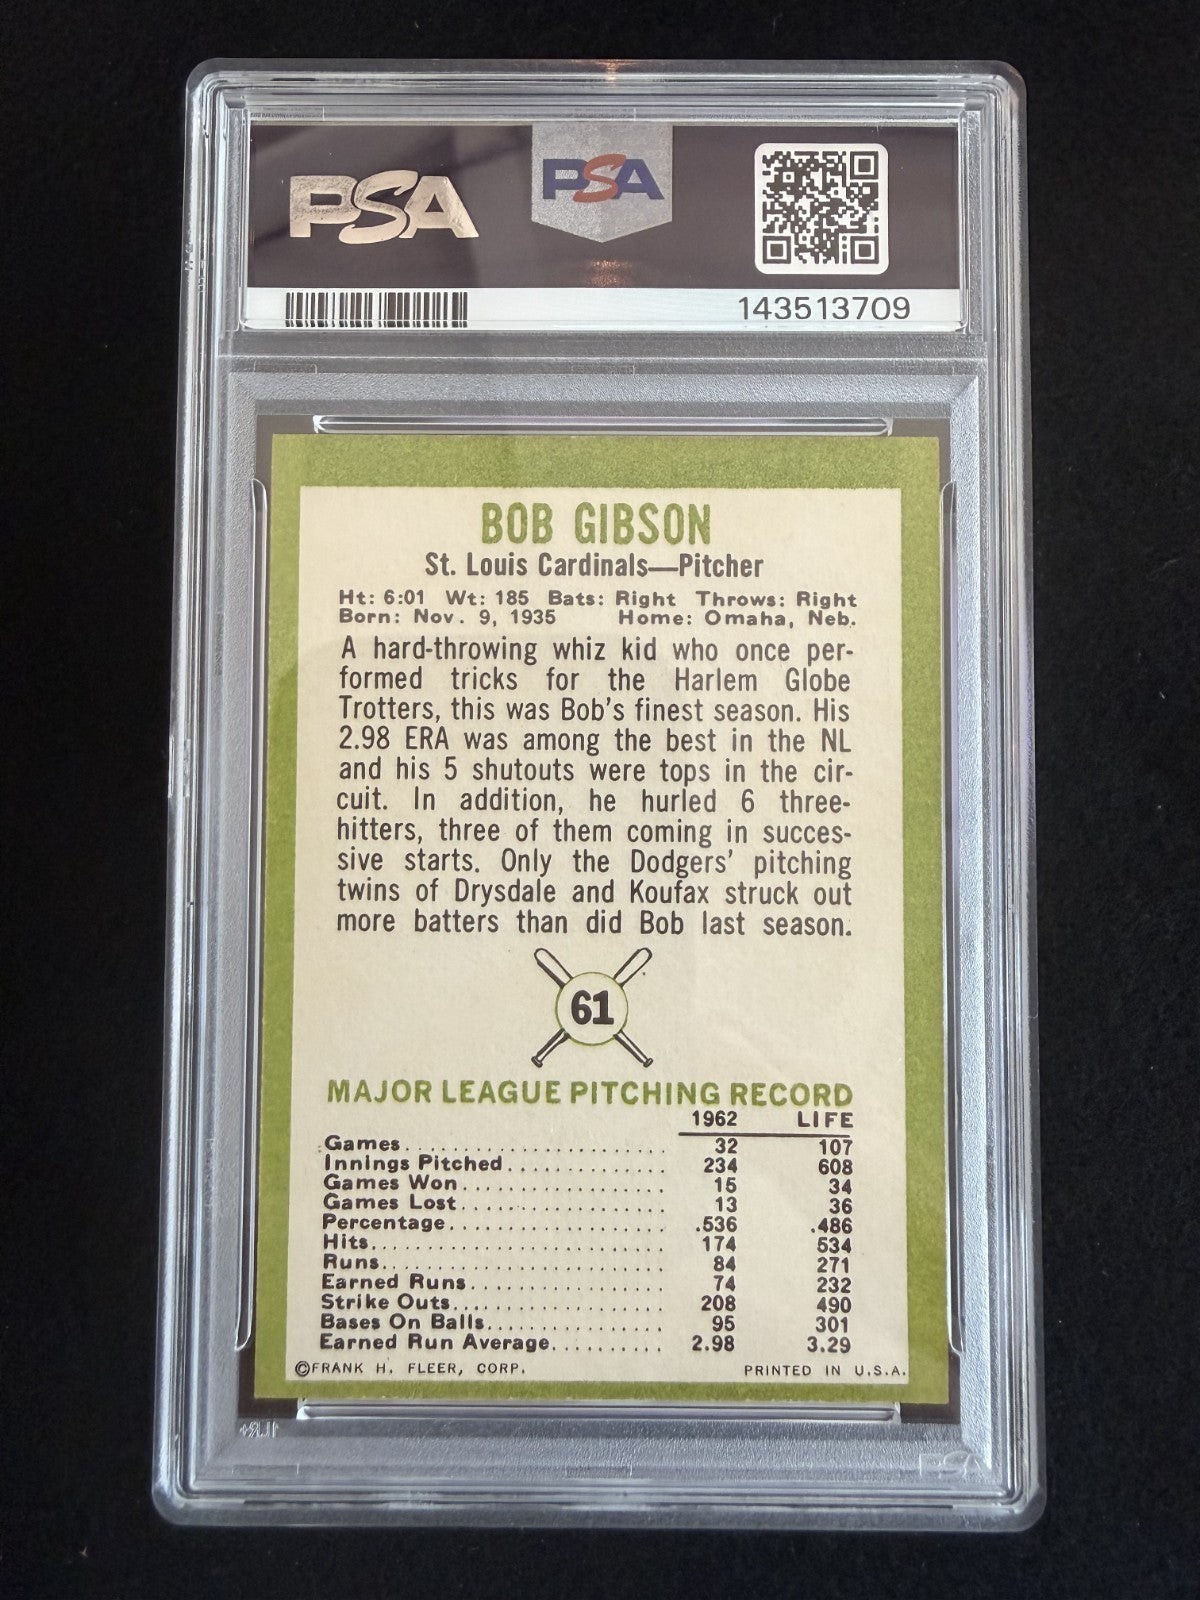 PSA
PSA
143513709
BOB GIBSON
St. Louis Cardinals—Pitcher
Ht: 6:01 Wt: 185 Bats: Right Throws: Right
Born: Nov. 9, 1935 Home: Omaha, Neb.
A hard-throwing whiz kid who once per-
formed tricks for the Harlem Globe
Trotters, this was Bob's finest season. His
2.98 ERA was among the best in the NL
and his 5 shutouts were tops in the cir-
cuit. In addition, he hurled 6 three-
hitters, three of them coming in succes-
sive starts. Only the Dodgers' pitching
twins of Drysdale and Koufax struck out
more batters than did Bob last season.
61
MAJOR LEAGUE PITCHING RECORD
1962 LIFE
Games 32 107
Innings Pitched 234 608
Games Won 15 34
Games Lost 13 36
Percentage .536 .486
Hits 174 534
Runs 84 271
Earned Runs 74 232
Strike Outs 208 490
Bases On Balls 95 301
Earned Run Average 2.98 3.29
©FRANK H. FLEER, CORP. PRINTED IN U.S.A.
PSA